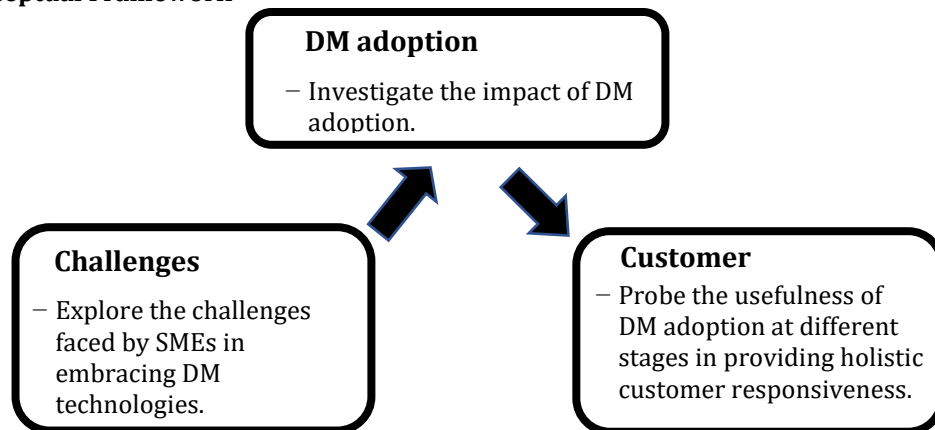 DM adoption
– Investigate the impact of DM
adoption.
Challenges
– Explore the challenges
faced by SMEs in
embracing DM
technologies.
Customer
– Probe the usefulness of
DM adoption at different
stages in providing holistic
customer responsiveness.